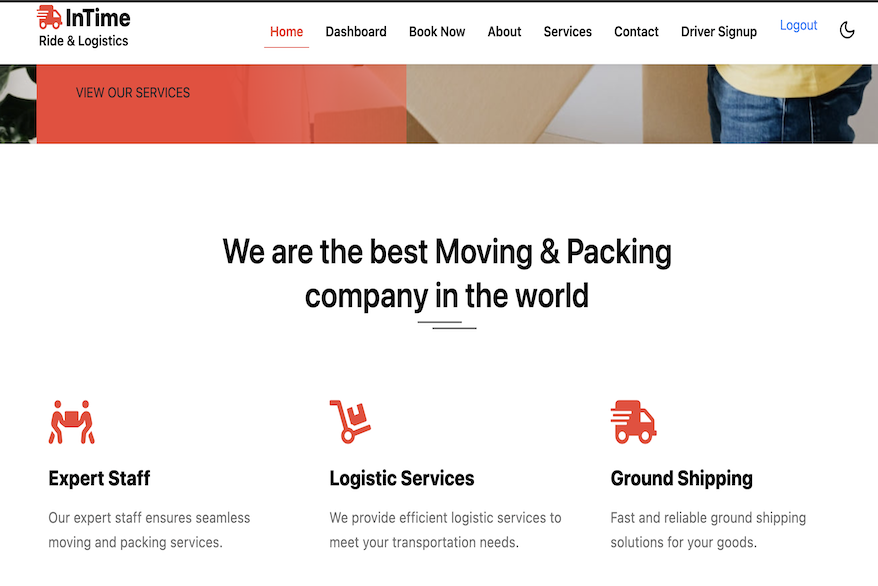 InTime
Ride & Logistics
Home Dashboard Book Now About Services Contact Driver Signup Logout
VIEW OUR SERVICES
We are the best Moving & Packing
company in the world
Expert Staff
Our expert staff ensures seamless
moving and packing services.
Logistic Services
We provide efficient logistic services to
meet your transportation needs.
Ground Shipping
Fast and reliable ground shipping
solutions for your goods.